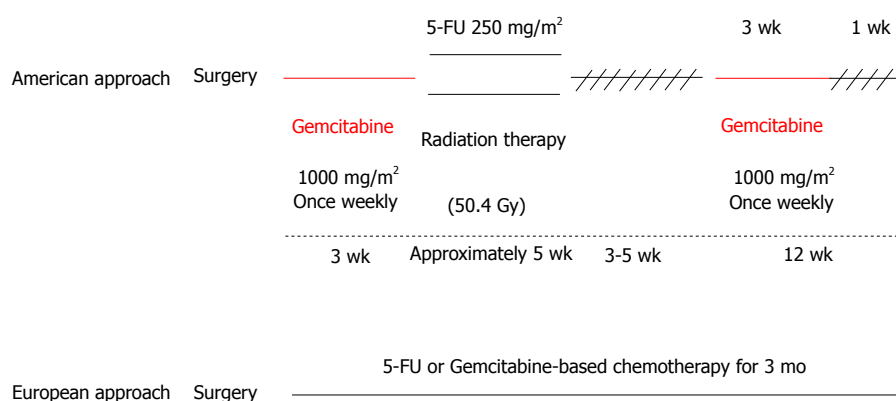 5-FU 250 mg/m²
3 wk
1 wk
American approach
Surgery
Gemcitabine
Radiation therapy
Gemcitabine
1000 mg/m²
Once weekly
(50.4 Gy)
1000 mg/m²
Once weekly
3 wk
Approximately 5 wk
3-5 wk
12 wk
5-FU or Gemcitabine-based chemotherapy for 3 mo
European approach
Surgery